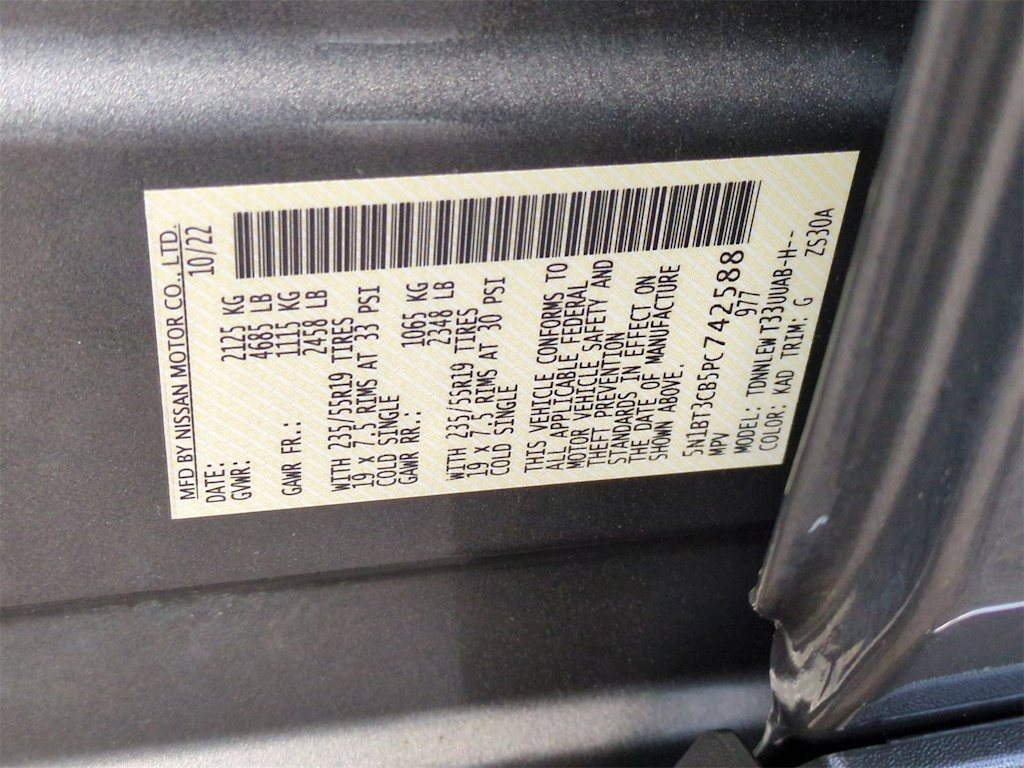 MFD BY NISSAN MOTOR CO., LTD.
DATE: 10/22
GVWR: 2125 KG
4685 LB
GAWR FR.: 1115 KG
2458 LB
WITH 235/55R19 TIRES
19 x 7.5 RIMS AT 33 PSI
COLD SINGLE
GAWR RR.: 1065 KG
2348 LB
WITH 235/55R19 TIRES
19 x 7.5 RIMS AT 30 PSI
COLD SINGLE
THIS VEHICLE CONFORMS TO
ALL APPLICABLE FEDERAL
MOTOR VEHICLE SAFETY AND
THEFT PREVENTION
STANDARDS IN EFFECT ON
THE DATE OF MANUFACTURE
SHOWN ABOVE.
5N1BT3CB5PC742588
MPV 977
MODEL: TDNNLEW T33UUAB-H--
COLOR: KAD TRIM: G ZS30A